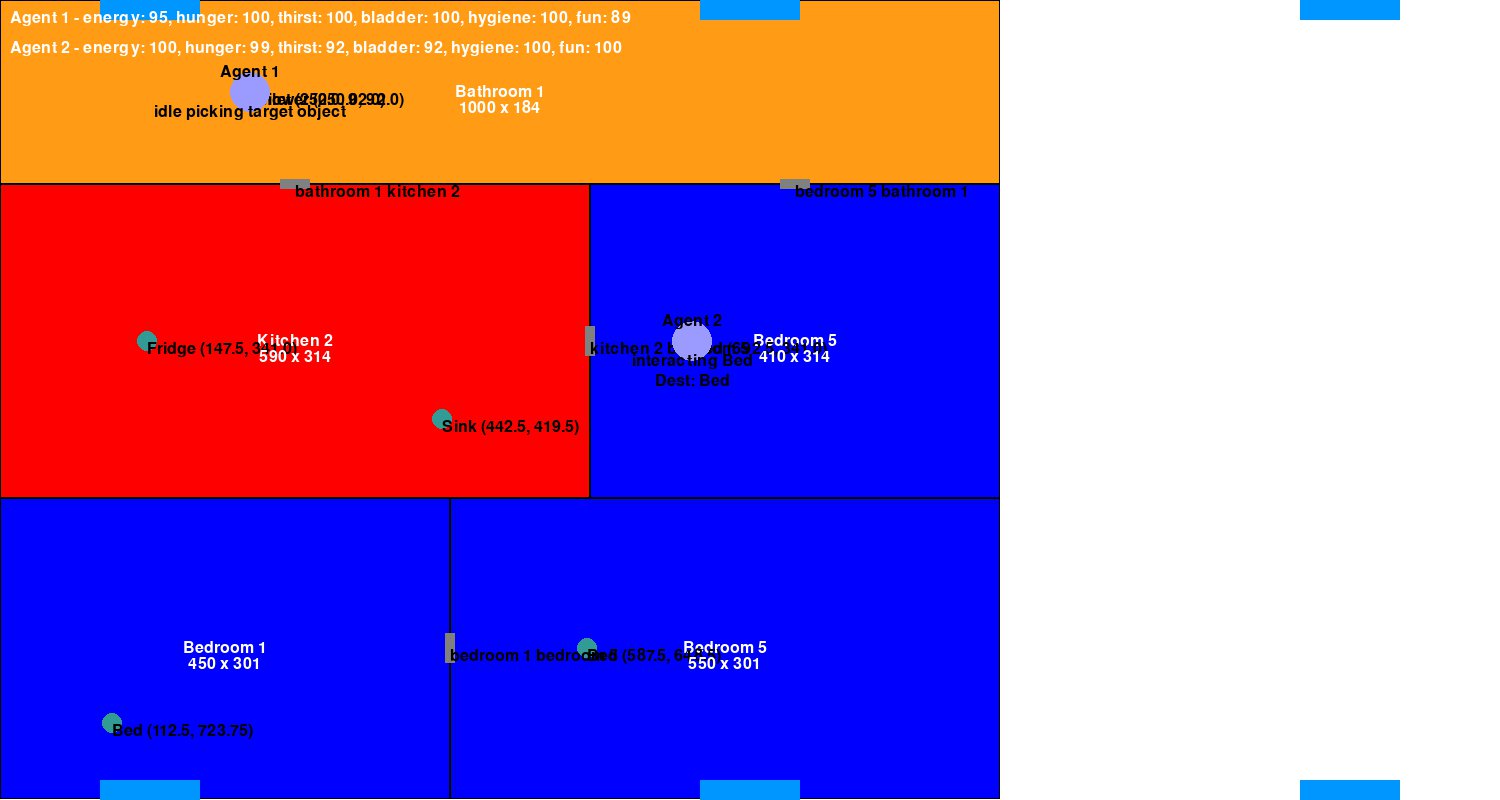 Agent 1 - energy: 95, hunger: 100, thirst: 100, bladder: 100, hygiene: 100, fun: 89
Agent 2 - energy: 100, hunger: 99, thirst: 92, bladder: 92, hygiene: 100, fun: 100
Agent 1
Bathroom 1
1000 x 184
idle picking target object
bathroom 1 kitchen 2
bedroom 5 bathroom 1
Agent 2
Kitchen 2
Bedroom 5
Fridge (147.5, 341.0)
kitchen 2
590 x 314
410 x 314
interacting Bed
Dest: Bed
Sink (442.5, 419.5)
Bedroom 1
Bedroom 5
bedroom 1 bedroom 5
Bed (587.5,
450 x 301
550 x 301
Bed (112.5, 723.75)